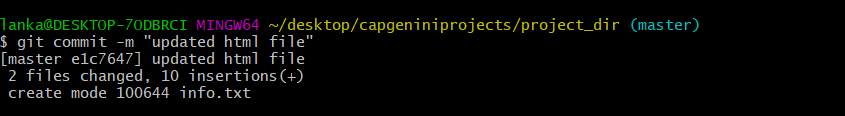 lanka@DESKTOP-7ODBRCI MINGW64 ~/desktop/capgeniniprojects/project_dir (master)
$ git commit -m "updated html file"
[master e1c7647] updated html file
 2 files changed, 10 insertions(+)
 create mode 100644 info.txt